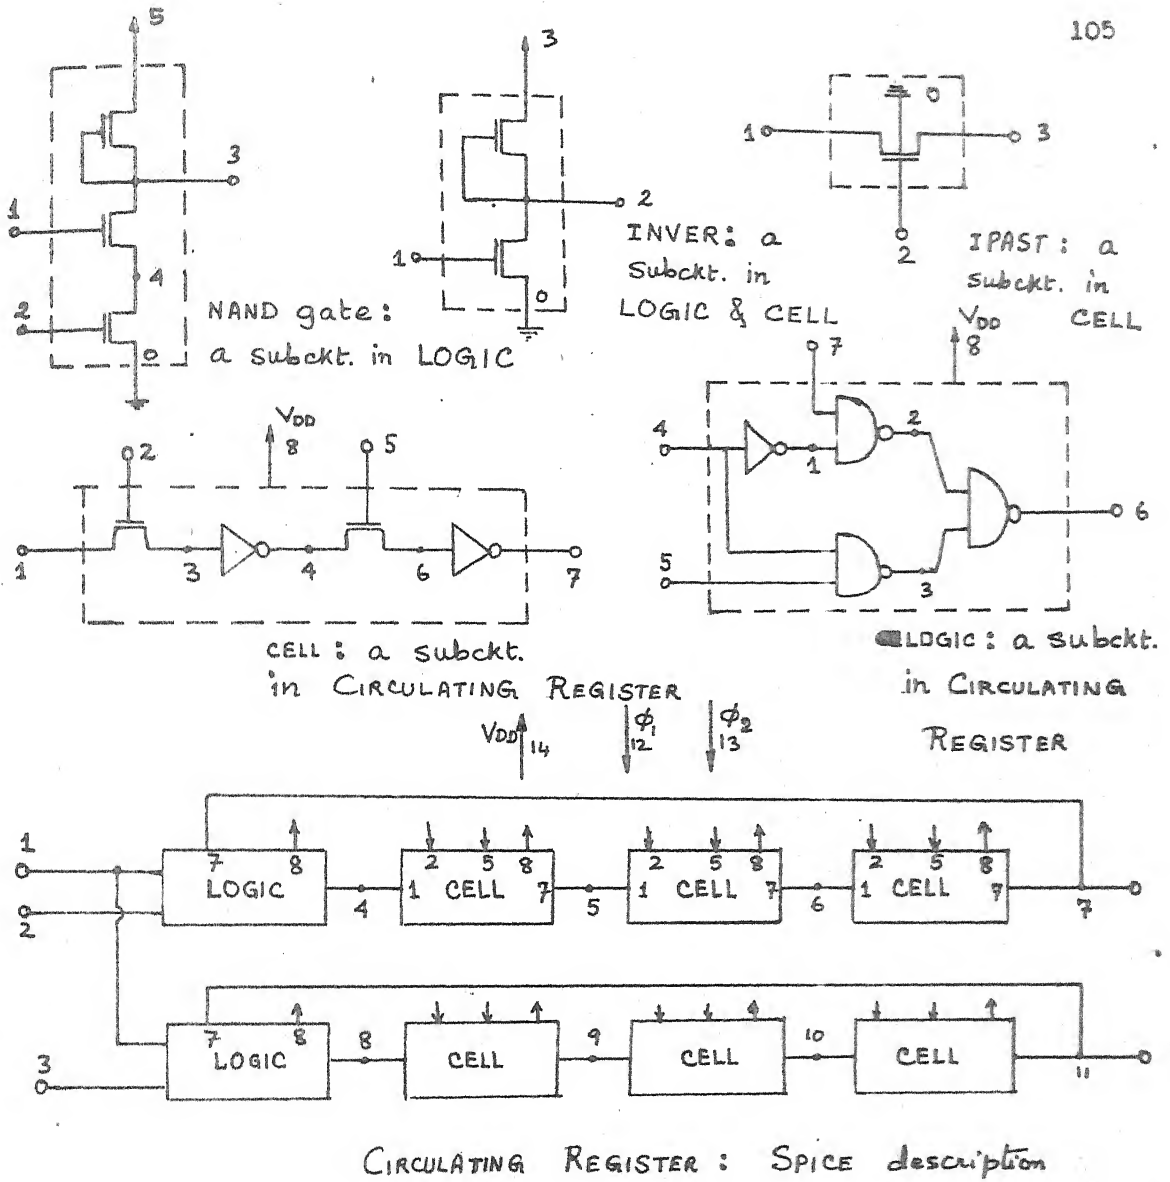 105
5
3
1
4
2
0
NAND gate:
a subckt. in LOGIC
3
2
1
0
INVER: a
subckt. in
LOGIC & CELL
0
1
3
2
IPAST: a
subckt. in
CELL
2
VDD
8
5
1
3
4
6
7
CELL: a subckt.
in CIRCULATING REGISTER
7
VDD
8
4
1
2
5
3
6
LOGIC: a subckt.
in CIRCULATING
REGISTER
VDD 14
ϕ1 12
ϕ2 13
1
2
7 8
LOGIC
4
2 5 8
1 CELL 7
5
2 5 8
1 CELL 7
6
2 5 8
1 CELL 7
7
3
7 8
LOGIC
8
CELL
9
CELL
10
CELL
11
CIRCULATING REGISTER: SPICE description